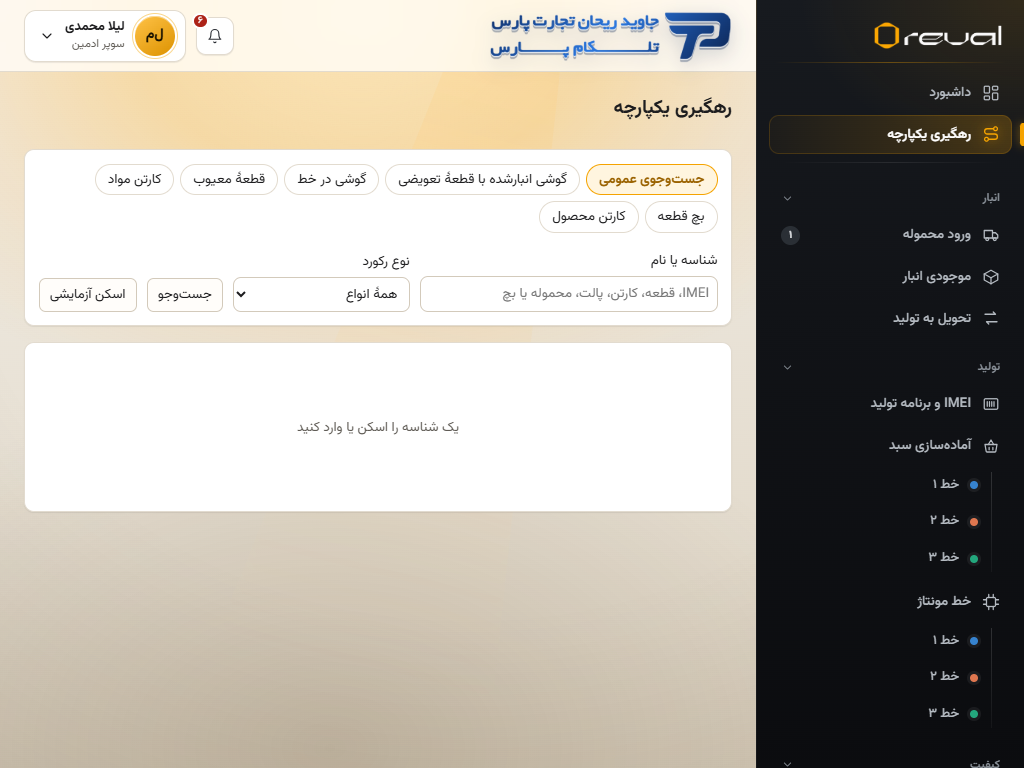 oreval
داشبورد
رهگیری یکپارچه
انبار
ورود محموله
۱
موجودی انبار
تحویل به تولید
تولید
IMEI و برنامه تولید
آماده‌سازی سبد
خط ۱
خط ۲
خط ۳
خط مونتاژ
خط ۱
خط ۲
خط ۳
کیفیت
جاوید ریحان تجارت پارس
تلکام پارس
۶
ل‌م
لیلا محمدی
سوپر ادمین
رهگیری یکپارچه
جست‌وجوی عمومی
گوشی انبارشده با قطعهٔ تعویضی
گوشی در خط
قطعهٔ معیوب
کارتن مواد
بچ قطعه
کارتن محصول
شناسه یا نام
IMEI، قطعه، کارتن، پالت، محموله یا بچ
نوع رکورد
همهٔ انواع
جست‌وجو
اسکن آزمایشی
یک شناسه را اسکن یا وارد کنید